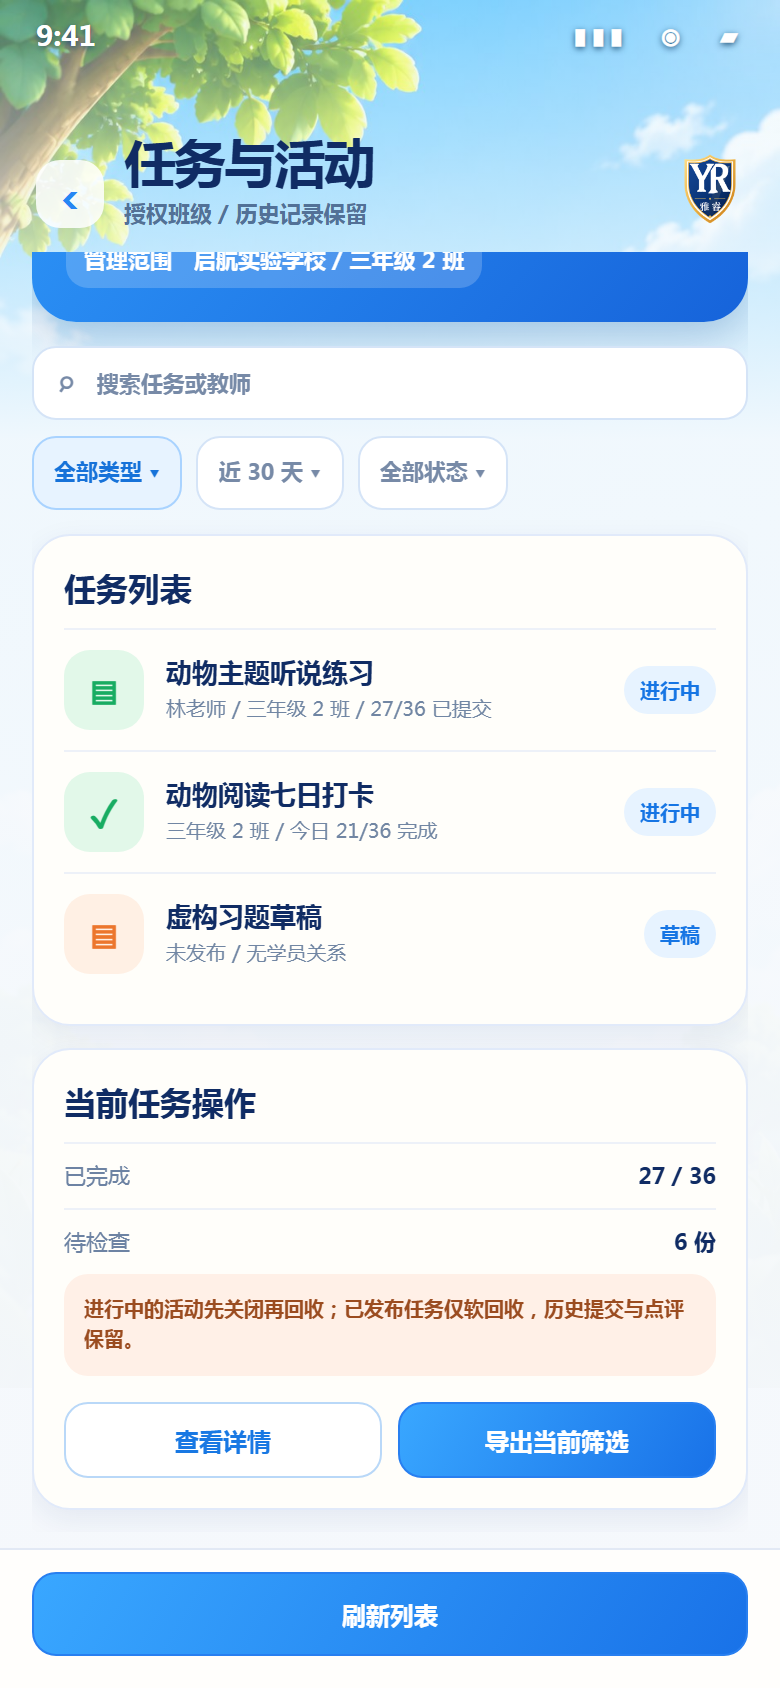 9:41
任务与活动
授权班级 / 历史记录保留
YR
雅睿
管理范围 启航实验学校 / 三年级 2 班
搜索任务或教师
全部类型 ▾ 近 30 天 ▾ 全部状态 ▾
任务列表
动物主题听说练习
林老师 / 三年级 2 班 / 27/36 已提交
进行中
动物阅读七日打卡
三年级 2 班 / 今日 21/36 完成
进行中
虚构习题草稿
未发布 / 无学员关系
草稿
当前任务操作
已完成 27 / 36
待检查 6 份
进行中的活动先关闭再回收；已发布任务仅软回收，历史提交与点评
保留。
查看详情 导出当前筛选
刷新列表